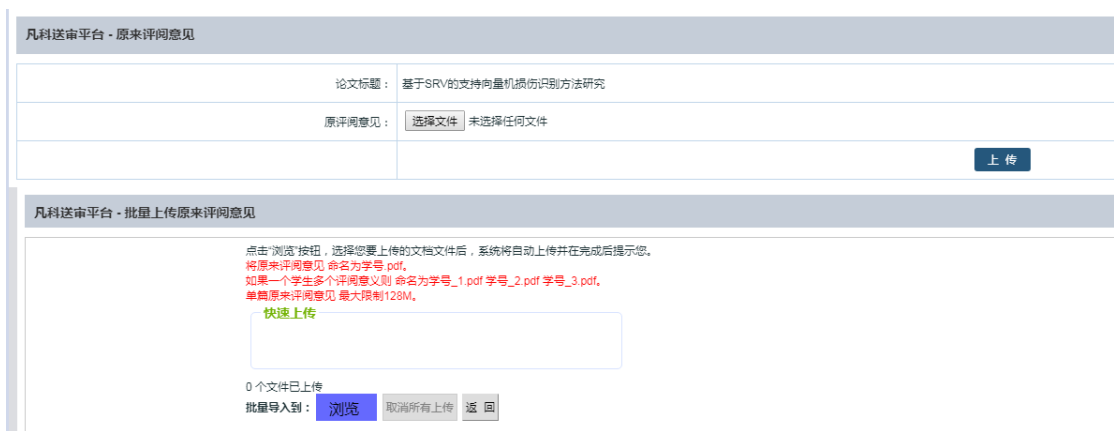 凡科送审平台 - 原来评阅意见
论文标题： 基于SRV的支持向量机损伤识别方法研究
原评阅意见： 选择文件 未选择任何文件
上 传
凡科送审平台 - 批量上传原来评阅意见
点击“浏览”按钮，选择您要上传的文档文件后，系统将自动上传并在完成后提示您。
将原来评阅意见 命名为学号.pdf。
如果一个学生多个评阅意义则 命名为学号_1.pdf 学号_2.pdf 学号_3.pdf。
单篇原来评阅意见 最大限制128M。
快速上传
0 个文件已上传
批量导入到： 浏览 取消所有上传 返 回